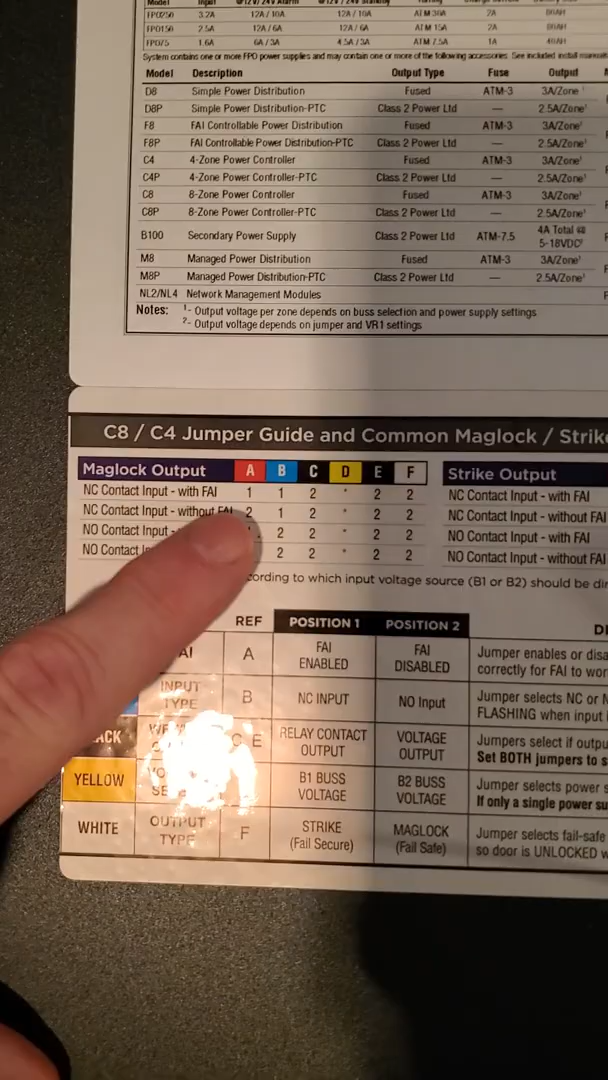 Model Input @12V/24V Alarm @12V / 24V Standby
FPO250 3.2A 12A / 10A 12A / 10A ATM 30A 2A 80AH
FPO150 2.5A 12A / 6A 12A / 6A ATM 15A 2A 80AH
FPO75 1.6A 6A / 3A 4.5A / 3A ATM 7.5A 1A 40AH
System contains one or more FPO power supplies and may contain one or more of the following accessories. See included install manuals
Model Description Output Type Fuse Output
D8 Simple Power Distribution Fused ATM-3 3A/Zone ¹
D8P Simple Power Distribution-PTC Class 2 Power Ltd — 2.5A/Zone¹
F8 FAI Controllable Power Distribution Fused ATM-3 3A/Zone¹
F8P FAI Controllable Power Distribution-PTC Class 2 Power Ltd — 2.5A/Zone¹
C4 4-Zone Power Controller Fused ATM-3 3A/Zone¹
C4P 4-Zone Power Controller-PTC Class 2 Power Ltd — 2.5A/Zone¹
C8 8-Zone Power Controller Fused ATM-3 3A/Zone¹
C8P 8-Zone Power Controller-PTC Class 2 Power Ltd — 2.5A/Zone¹
B100 Secondary Power Supply Class 2 Power Ltd ATM-7.5 4A Total @
5-18VDC²
M8 Managed Power Distribution Fused ATM-3 3A/Zone¹
M8P Managed Power Distribution-PTC Class 2 Power Ltd — 2.5A/Zone¹
NL2/NL4 Network Management Modules
Notes: ¹- Output voltage per zone depends on buss selection and power supply settings
²- Output voltage depends on jumper and VR1 settings
C8 / C4 Jumper Guide and Common Maglock / Strike
Maglock Output A B C D E F Strike Output
NC Contact Input - with FAI 1 1 2 * 2 2 NC Contact Input - with FAI
NC Contact Input - without FAI 2 1 2 * 2 2 NC Contact Input - without FAI
NO Contact Input 2 2 * 2 2 NO Contact Input - with FAI
NO Contact 2 2 * 2 2 NO Contact Input - without FAI
cording to which input voltage source (B1 or B2) should be dir
REF POSITION 1 POSITION 2
A FAI ENABLED FAI DISABLED Jumper enables or disa
correctly for FAI to wor
INPUT TYPE B NC INPUT NO Input Jumper selects NC or N
FLASHING when input
ACK E RELAY CONTACT OUTPUT VOLTAGE OUTPUT Jumpers select if outpu
Set BOTH jumpers to s
YELLOW B1 BUSS VOLTAGE B2 BUSS VOLTAGE Jumper selects power s
If only a single power su
WHITE OUTPUT TYPE F STRIKE (Fail Secure) MAGLOCK (Fail Safe) Jumper selects fail-safe
so door is UNLOCKED w